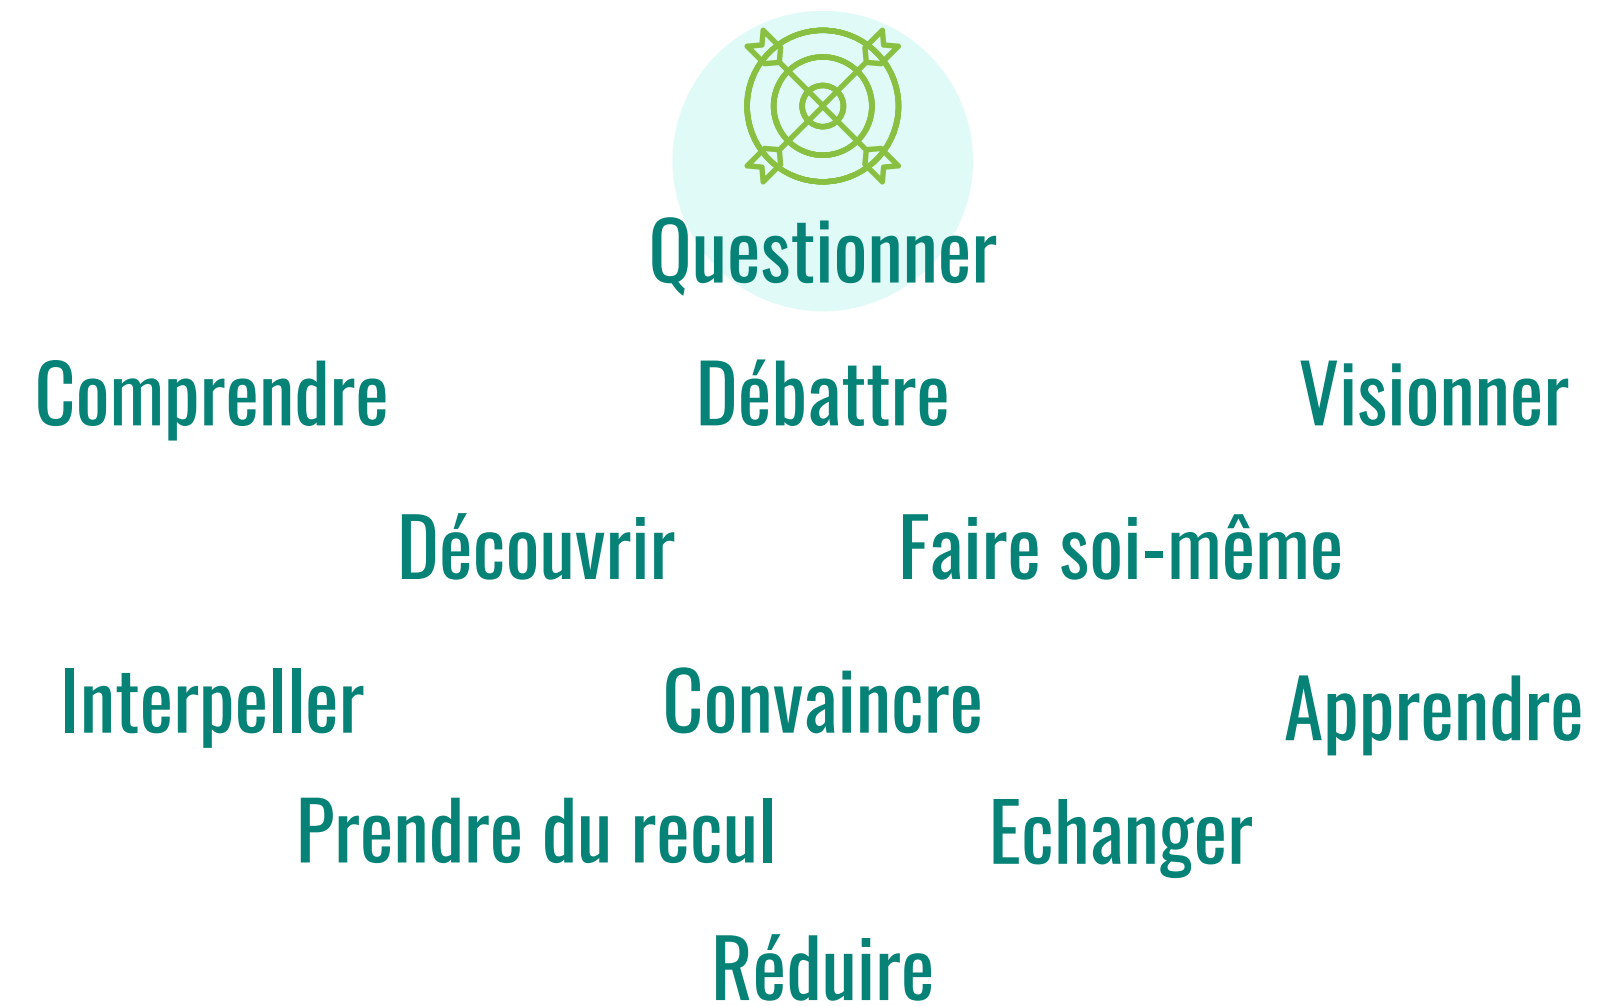 Questionner
Comprendre Débattre Visionner
Découvrir Faire soi-même
Interpeller Convaincre Apprendre
Prendre du recul Echanger
Réduire